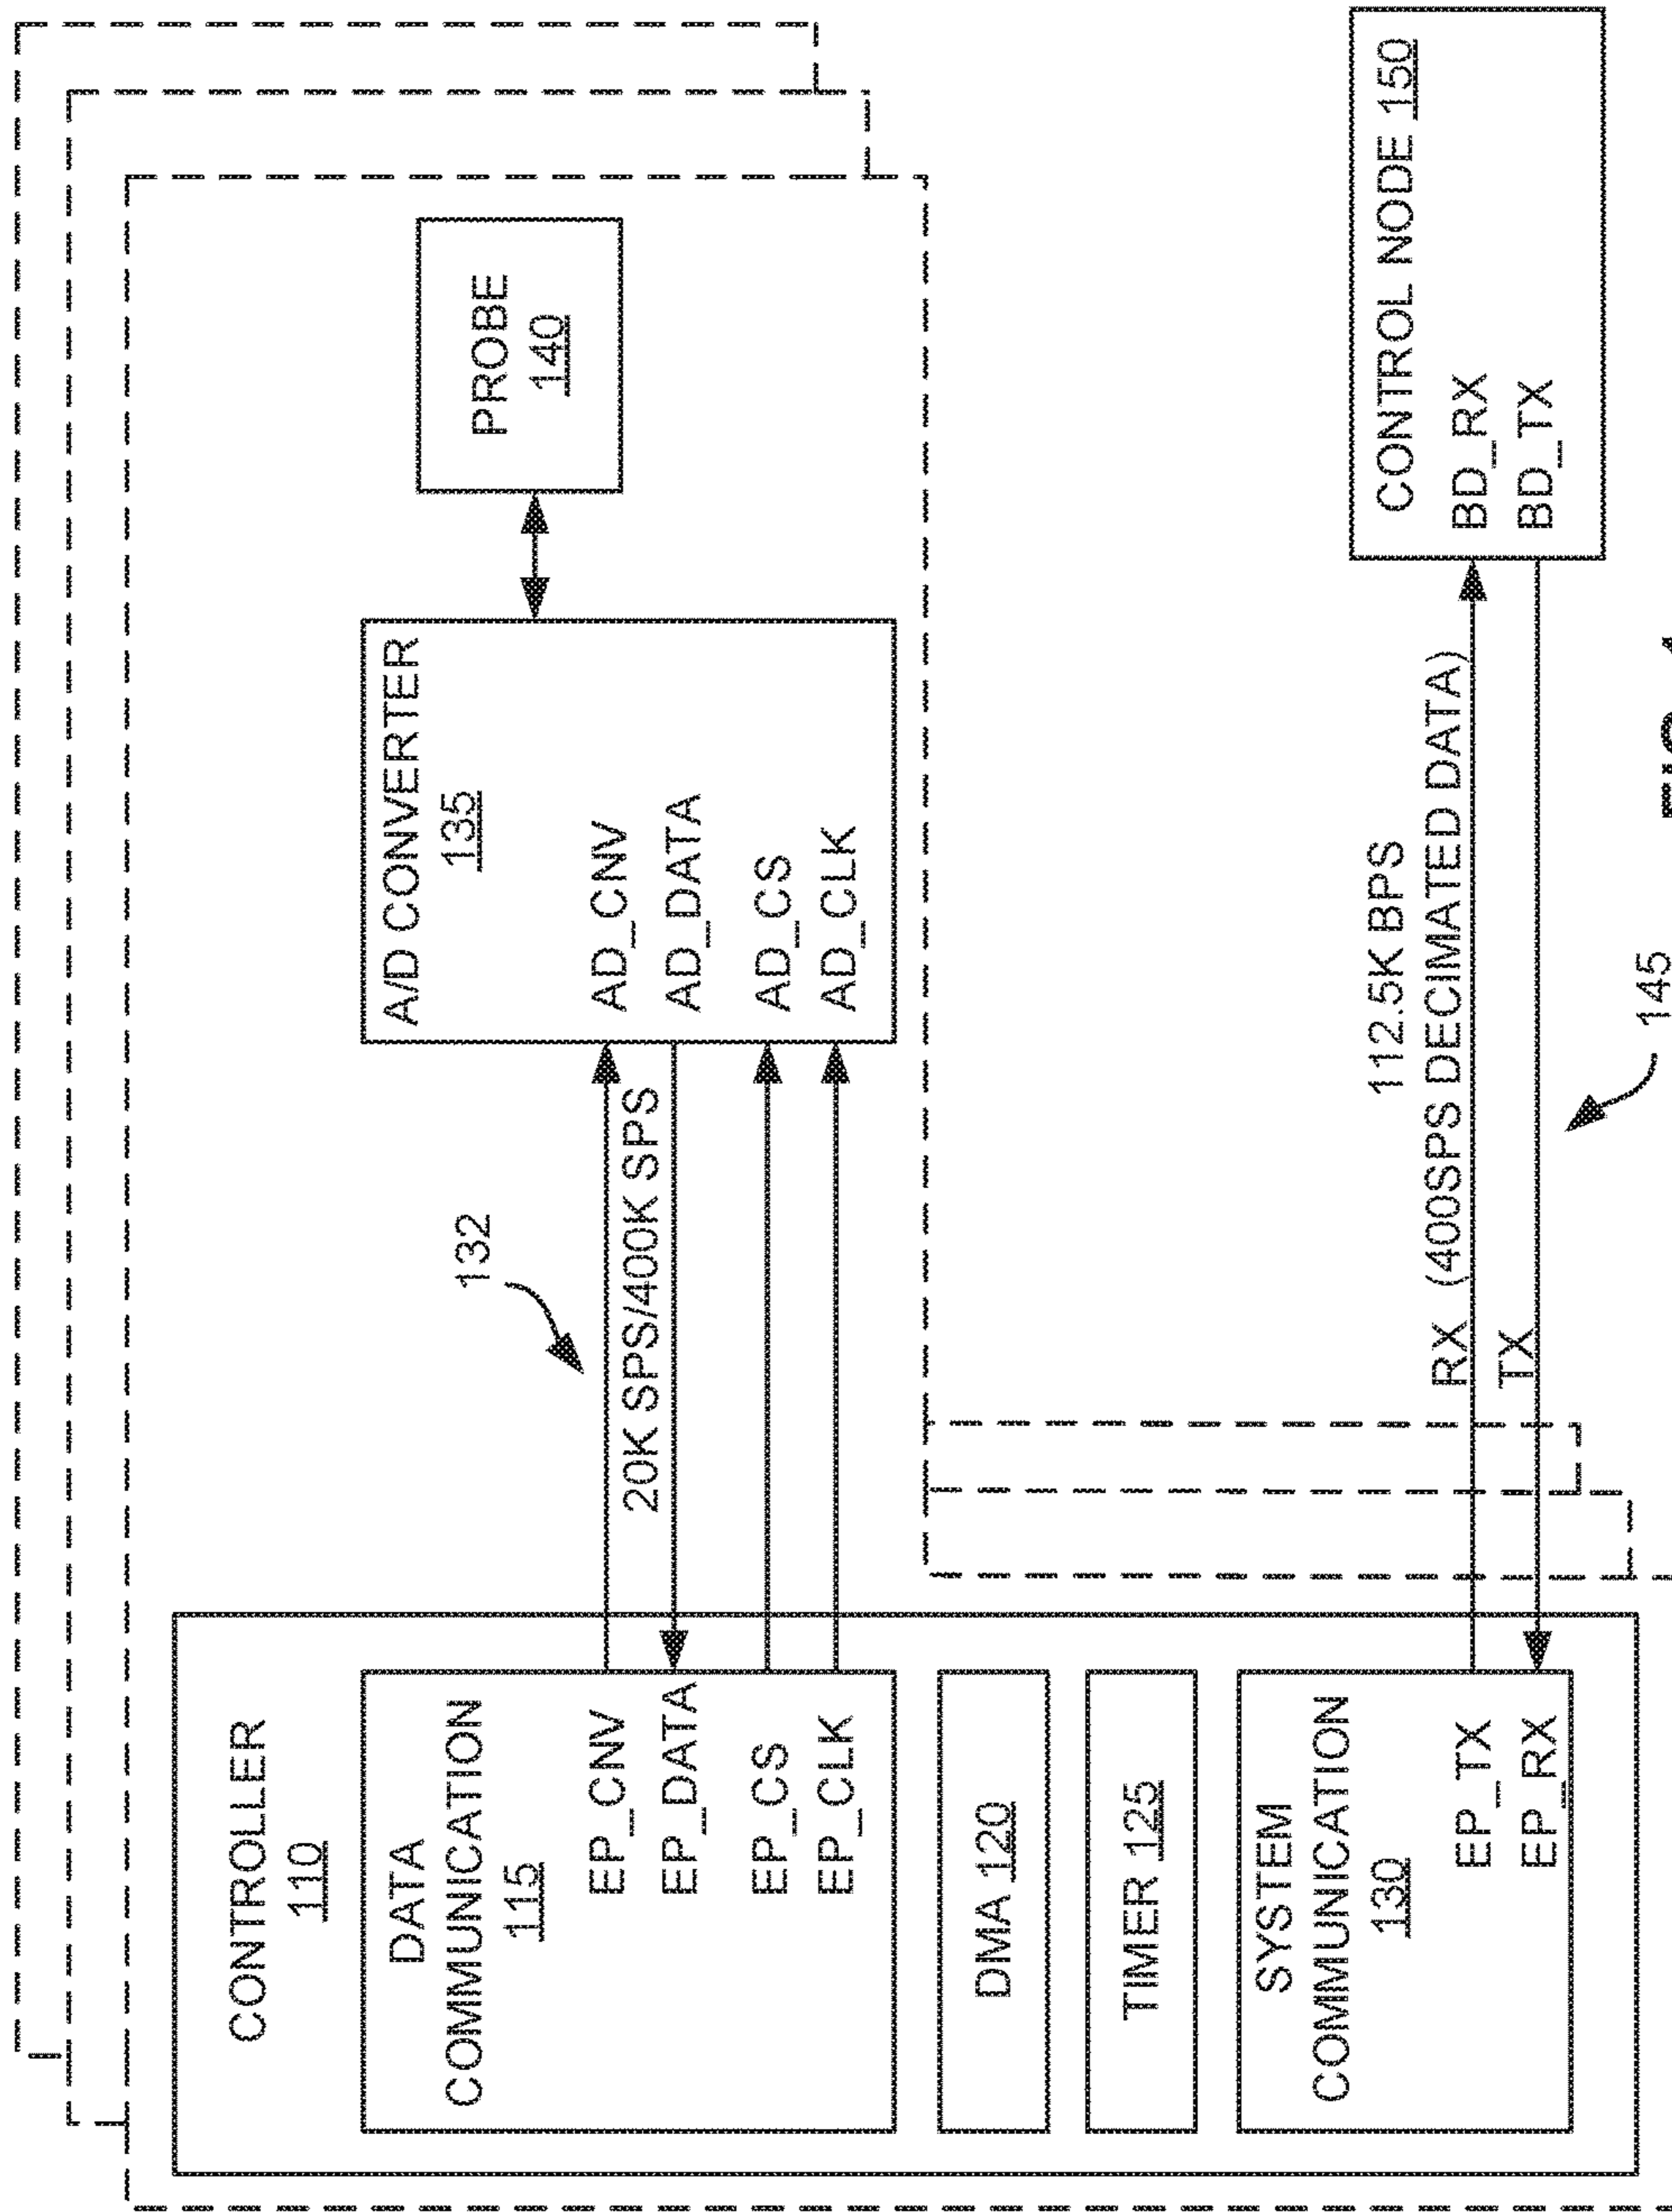 CONTROLLER
110
DATA
COMMUNICATION
115
EP_CNV
EP_DATA
EP_CS
EP_CLK
DMA 120
TIMER 125
SYSTEM
COMMUNICATION
130
EP_TX
EP_RX
132
20K SPS/400K SPS
A/D CONVERTER
135
AD_CNV
AD_DATA
AD_CS
AD_CLK
PROBE
140
112.5K BPS
RX (400SPS DECIMATED DATA)
TX
145
CONTROL NODE 150
BD_RX
BD_TX